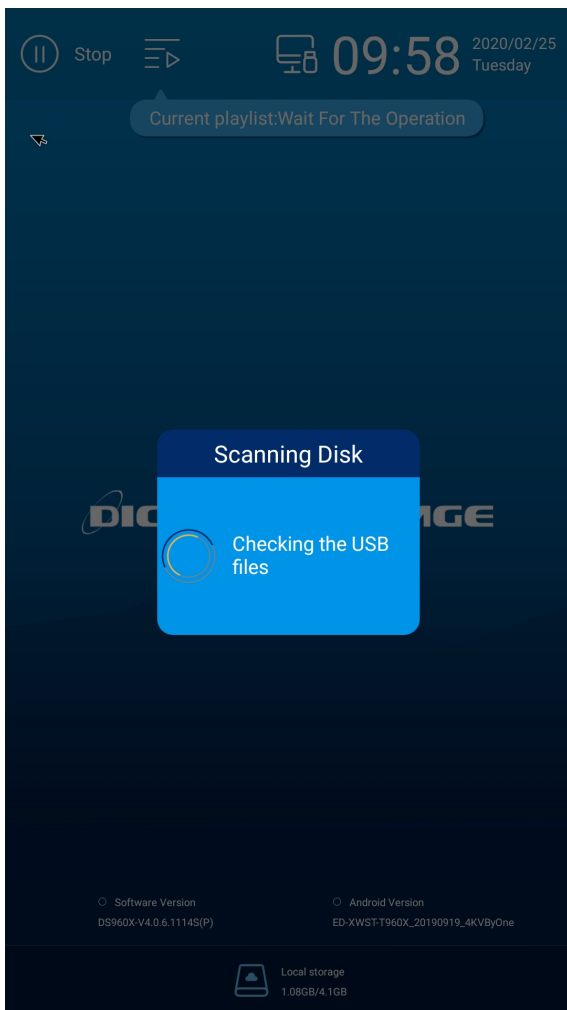 Stop
09:58
2020/02/25
Tuesday
Current playlist:Wait For The Operation
Scanning Disk
Checking the USB
files
Software Version
DS960X-V4.0.6.1114S(P)
Android Version
ED-XWST-T960X_20190919_4KVByOne
Local storage
1.08GB/4.1GB